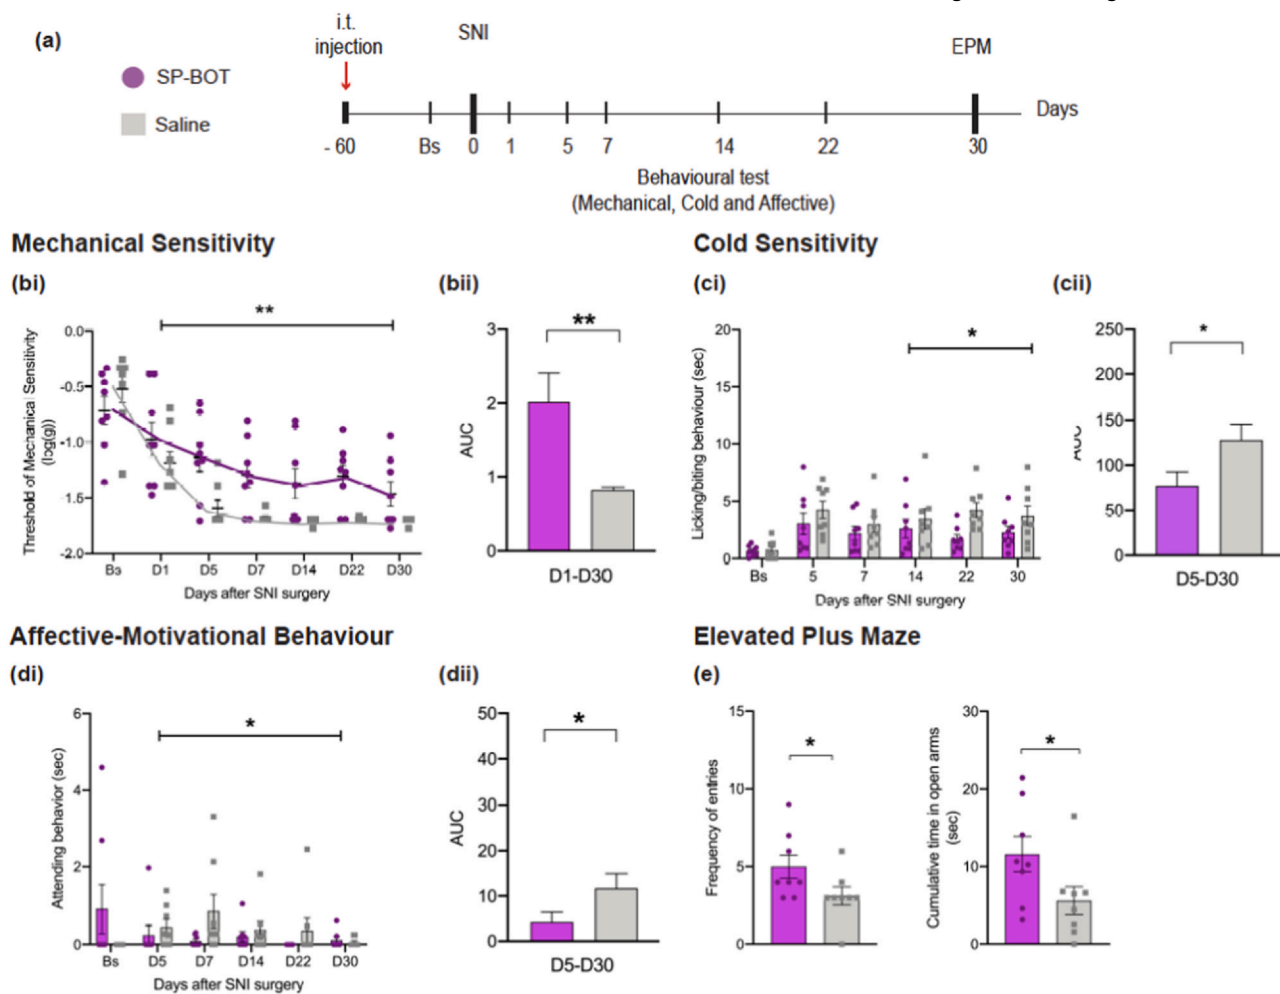 (a)
i.t.
injection
SNI
EPM
SP-BOT
Saline
Days
- 60
Bs
0
1
5
7
14
22
30
Behavioural test
(Mechanical, Cold and Affective)
Mechanical Sensitivity
Cold Sensitivity
(bi)
**
Threshold of Mechanical Sensitivity
(log(g))
0.0
-0.5
-1.0
-1.5
-2.0
Bs D1 D5 D7 D14 D22 D30
Days after SNI surgery
(bii)
**
AUC
3
2
1
0
D1-D30
(ci)
*
Licking/biting behaviour (sec)
20
15
10
5
0
Bs 5 7 14 22 30
Days after SNI surgery
(cii)
*
AUC
250
200
150
100
50
0
D5-D30
Affective-Motivational Behaviour
Elevated Plus Maze
(di)
*
Attending behavior (sec)
6
4
2
0
Bs D5 D7 D14 D22 D30
Days after SNI surgery
(dii)
*
AUC
50
40
30
20
10
0
D5-D30
(e)
*
Frequency of entries
15
10
5
0
*
Cumulative time in open arms
(sec)
30
20
10
0